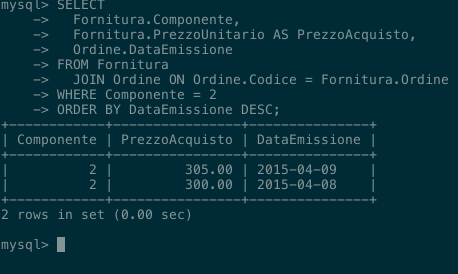 mysql> SELECT
    ->   Fornitura.Componente,
    ->   Fornitura.PrezzoUnitario AS PrezzoAcquisto,
    ->   Ordine.DataEmissione
    -> FROM Fornitura
    ->   JOIN Ordine ON Ordine.Codice = Fornitura.Ordine
    -> WHERE Componente = 2
    -> ORDER BY DataEmissione DESC;
+------------+----------------+---------------+
| Componente | PrezzoAcquisto | DataEmissione |
+------------+----------------+---------------+
|          2 |         305.00 | 2015-04-09    |
|          2 |         300.00 | 2015-04-08    |
+------------+----------------+---------------+
2 rows in set (0.00 sec)
mysql>